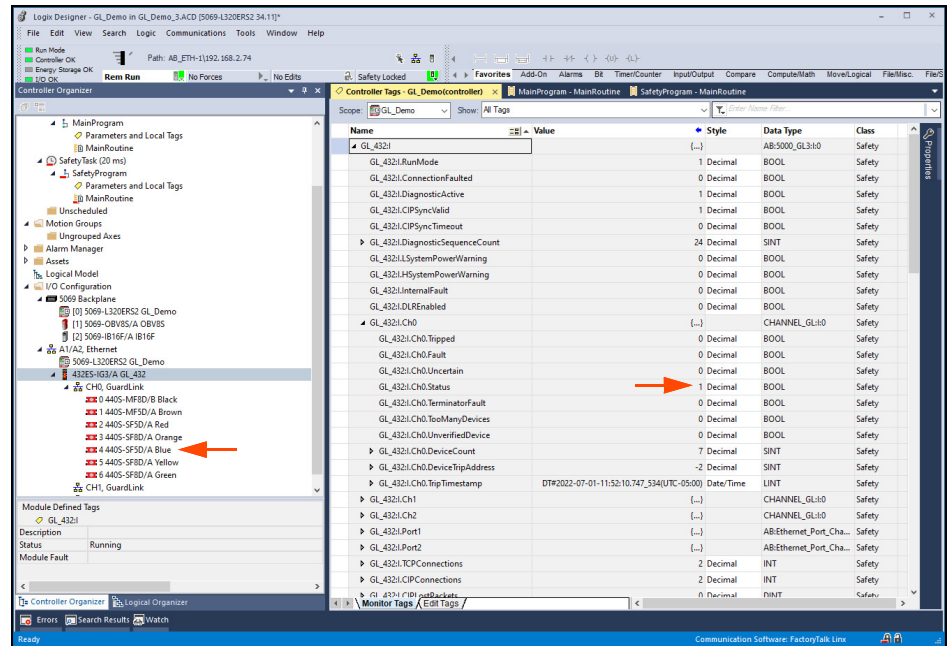 Logix Designer - GL_Demo in GL_Demo_3.ACD [5069-L320ERS2 34.11]*
File Edit View Search Logic Communications Tools Window Help
Run Mode
Controller OK
Energy Storage OK
I/O OK
Path: AB_ETH-1\192.168.2.74
Rem Run No Forces No Edits Safety Locked
Favorites Add-On Alarms Bit Timer/Counter Input/Output Compare Compute/Math Move/Logical File/Misc. File/S
Controller Organizer
MainProgram
Parameters and Local Tags
MainRoutine
SafetyTask (20 ms)
SafetyProgram
Parameters and Local Tags
MainRoutine
Unscheduled
Motion Groups
Ungrouped Axes
Alarm Manager
Assets
Logical Model
I/O Configuration
5069 Backplane
[0] 5069-L320ERS2 GL_Demo
[1] 5069-OBV8S/A OBV8S
[2] 5069-IB16F/A IB16F
A1/A2, Ethernet
5069-L320ERS2 GL_Demo
432ES-IG3/A GL_432
CH0, GuardLink
0 440S-MF8D/B Black
1 440S-MF5D/A Brown
2 440S-SF5D/A Red
3 440S-SF8D/A Orange
4 440S-SF5D/A Blue
5 440S-SF8D/A Yellow
6 440S-SF8D/A Green
CH1, GuardLink
Module Defined Tags
GL_432:I
Description
Status Running
Module Fault
Controller Organizer Logical Organizer
Controller Tags - GL_Demo(controller) × MainProgram - MainRoutine SafetyProgram - MainRoutine
Scope: GL_Demo Show: All Tags Enter Name Filter...
Name Value Style Data Type Class
GL_432:I {...} AB:5000_GL3:I:0 Safety
GL_432:I.RunMode 1 Decimal BOOL Safety
GL_432:I.ConnectionFaulted 0 Decimal BOOL Safety
GL_432:I.DiagnosticActive 1 Decimal BOOL Safety
GL_432:I.CIPSyncValid 1 Decimal BOOL Safety
GL_432:I.CIPSyncTimeout 0 Decimal BOOL Safety
GL_432:I.DiagnosticSequenceCount 24 Decimal SINT Safety
GL_432:I.LSystemPowerWarning 0 Decimal BOOL Safety
GL_432:I.HSystemPowerWarning 0 Decimal BOOL Safety
GL_432:I.InternalFault 0 Decimal BOOL Safety
GL_432:I.DLREnabled 0 Decimal BOOL Safety
GL_432:I.Ch0 {...} CHANNEL_GL:I:0 Safety
GL_432:I.Ch0.Tripped 0 Decimal BOOL Safety
GL_432:I.Ch0.Fault 0 Decimal BOOL Safety
GL_432:I.Ch0.Uncertain 0 Decimal BOOL Safety
GL_432:I.Ch0.Status 1 Decimal BOOL Safety
GL_432:I.Ch0.TerminatorFault 0 Decimal BOOL Safety
GL_432:I.Ch0.TooManyDevices 0 Decimal BOOL Safety
GL_432:I.Ch0.UnverifiedDevice 0 Decimal BOOL Safety
GL_432:I.Ch0.DeviceCount 7 Decimal SINT Safety
GL_432:I.Ch0.DeviceTripAddress -2 Decimal SINT Safety
GL_432:I.Ch0.TripTimestamp DT#2022-07-01-11:52:10.747_534(UTC-05:00) Date/Time LINT Safety
GL_432:I.Ch1 {...} CHANNEL_GL:I:0 Safety
GL_432:I.Ch2 {...} CHANNEL_GL:I:0 Safety
GL_432:I.Port1 {...} AB:Ethernet_Port_Cha... Safety
GL_432:I.Port2 {...} AB:Ethernet_Port_Cha... Safety
GL_432:I.TCPConnections 2 Decimal INT Safety
GL_432:I.CIPConnections 2 Decimal INT Safety
GL_432:I.CIPLostPackets 0 Decimal DINT Safety
Monitor Tags Edit Tags
Properties
Errors Search Results Watch
Ready Communication Software: FactoryTalk Linx